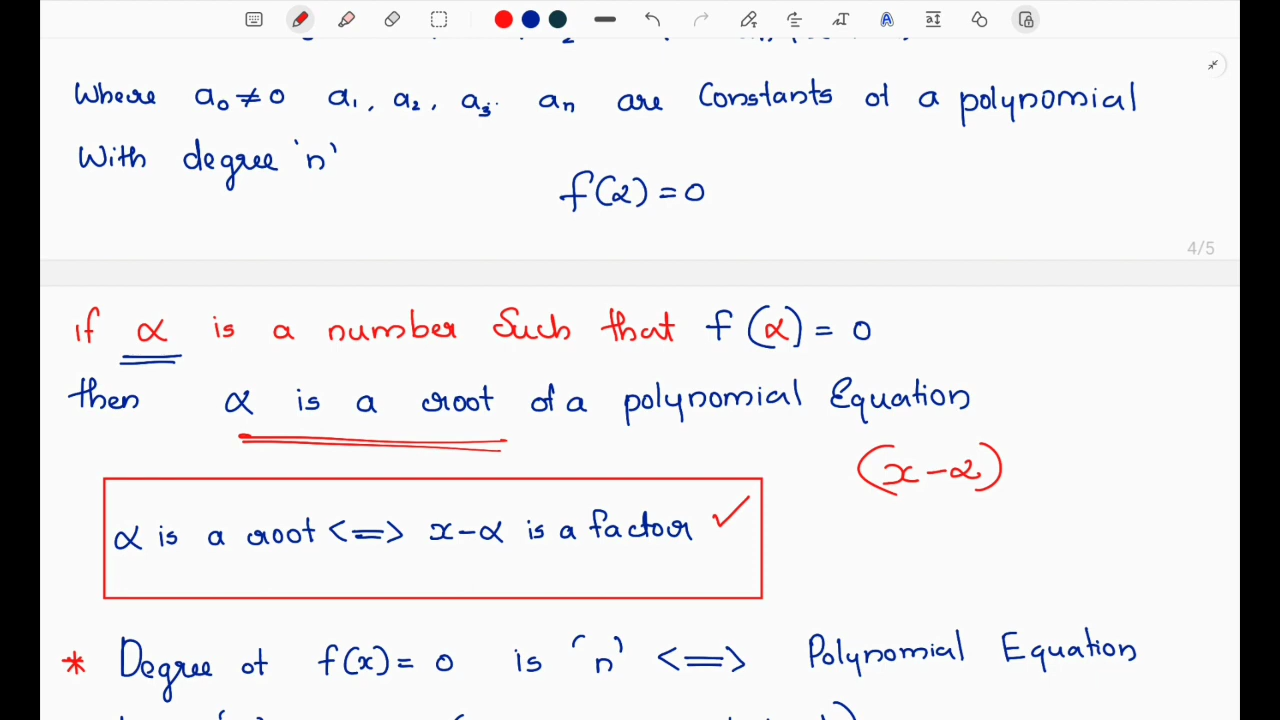 Where a₀ ≠ 0 a₁, a₂, a₃. aₙ are Constants of a polynomial
With degree 'n'
f(α) = 0
4/5
if α is a number Such that f(α) = 0
then α is a root of a polynomial Equation
(x-α)
α is a root <=> x-α is a factor ✓
* Degree of f(x) = 0 is 'n' <=> Polynomial Equation